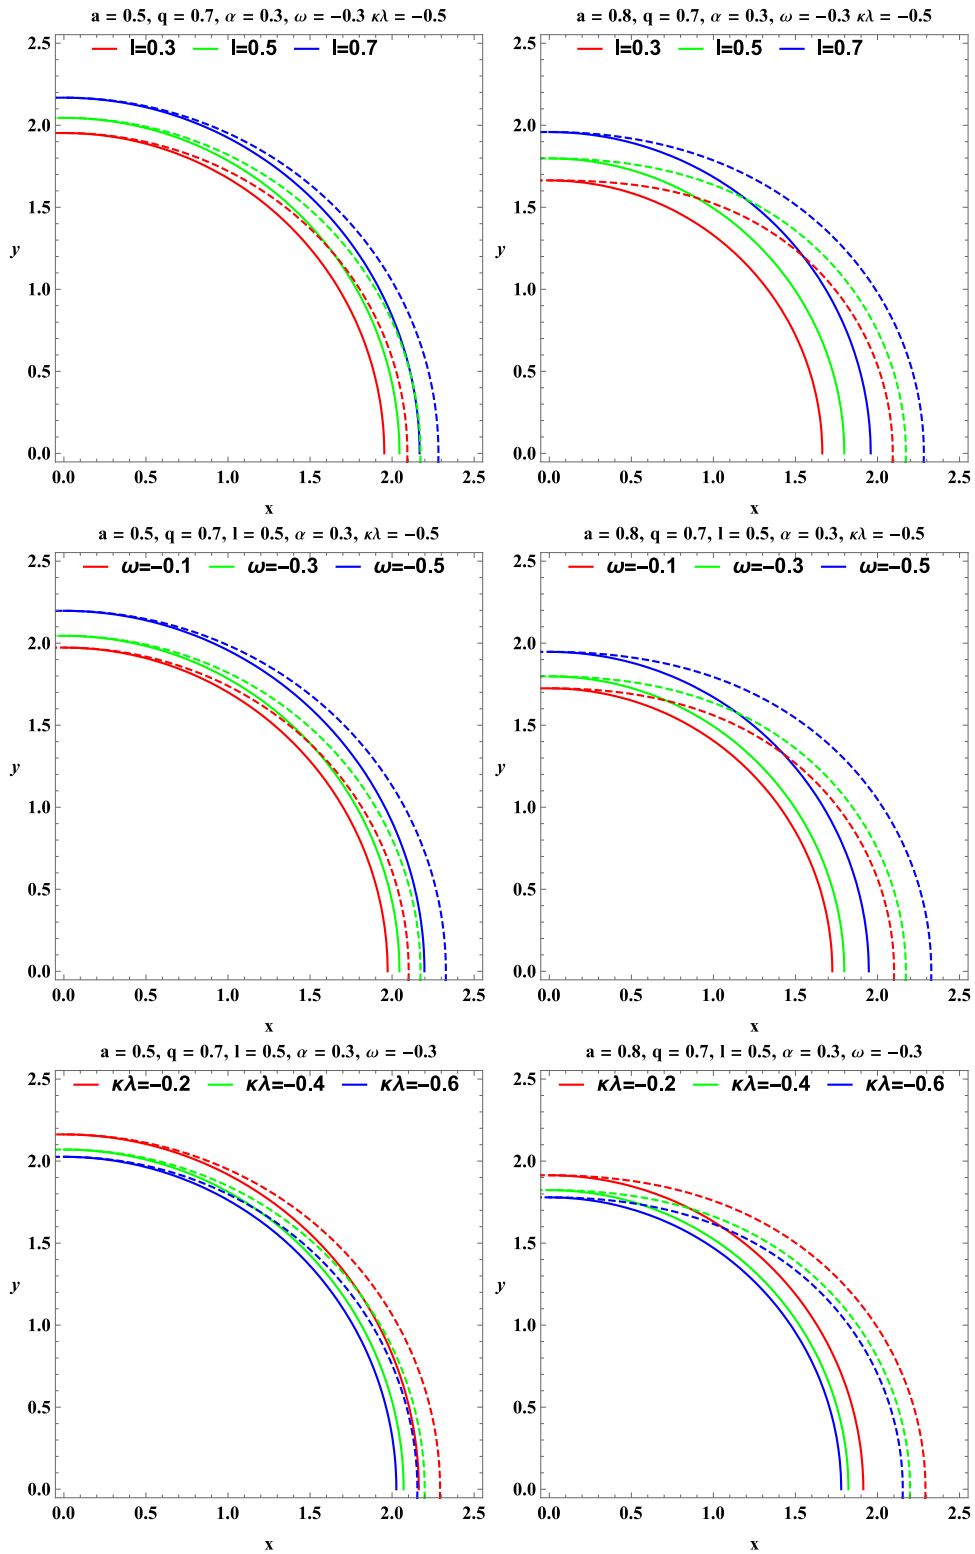 a = 0.5, q = 0.7, α = 0.3, ω = −0.3 κλ = −0.5
l=0.3 l=0.5 l=0.7
2.5
2.0
1.5
y
1.0
0.5
0.0
0.0 0.5 1.0 1.5 2.0 2.5
x
a = 0.8, q = 0.7, α = 0.3, ω = −0.3 κλ = −0.5
l=0.3 l=0.5 l=0.7
2.5
2.0
1.5
y
1.0
0.5
0.0
0.0 0.5 1.0 1.5 2.0 2.5
x
a = 0.5, q = 0.7, l = 0.5, α = 0.3, κλ = −0.5
ω=−0.1 ω=−0.3 ω=−0.5
2.5
2.0
1.5
y
1.0
0.5
0.0
0.0 0.5 1.0 1.5 2.0 2.5
x
a = 0.8, q = 0.7, l = 0.5, α = 0.3, κλ = −0.5
ω=−0.1 ω=−0.3 ω=−0.5
2.5
2.0
1.5
y
1.0
0.5
0.0
0.0 0.5 1.0 1.5 2.0 2.5
x
a = 0.5, q = 0.7, l = 0.5, α = 0.3, ω = −0.3
κλ=−0.2 κλ=−0.4 κλ=−0.6
2.5
2.0
1.5
y
1.0
0.5
0.0
0.0 0.5 1.0 1.5 2.0 2.5
x
a = 0.8, q = 0.7, l = 0.5, α = 0.3, ω = −0.3
κλ=−0.2 κλ=−0.4 κλ=−0.6
2.5
2.0
1.5
y
1.0
0.5
0.0
0.0 0.5 1.0 1.5 2.0 2.5
x